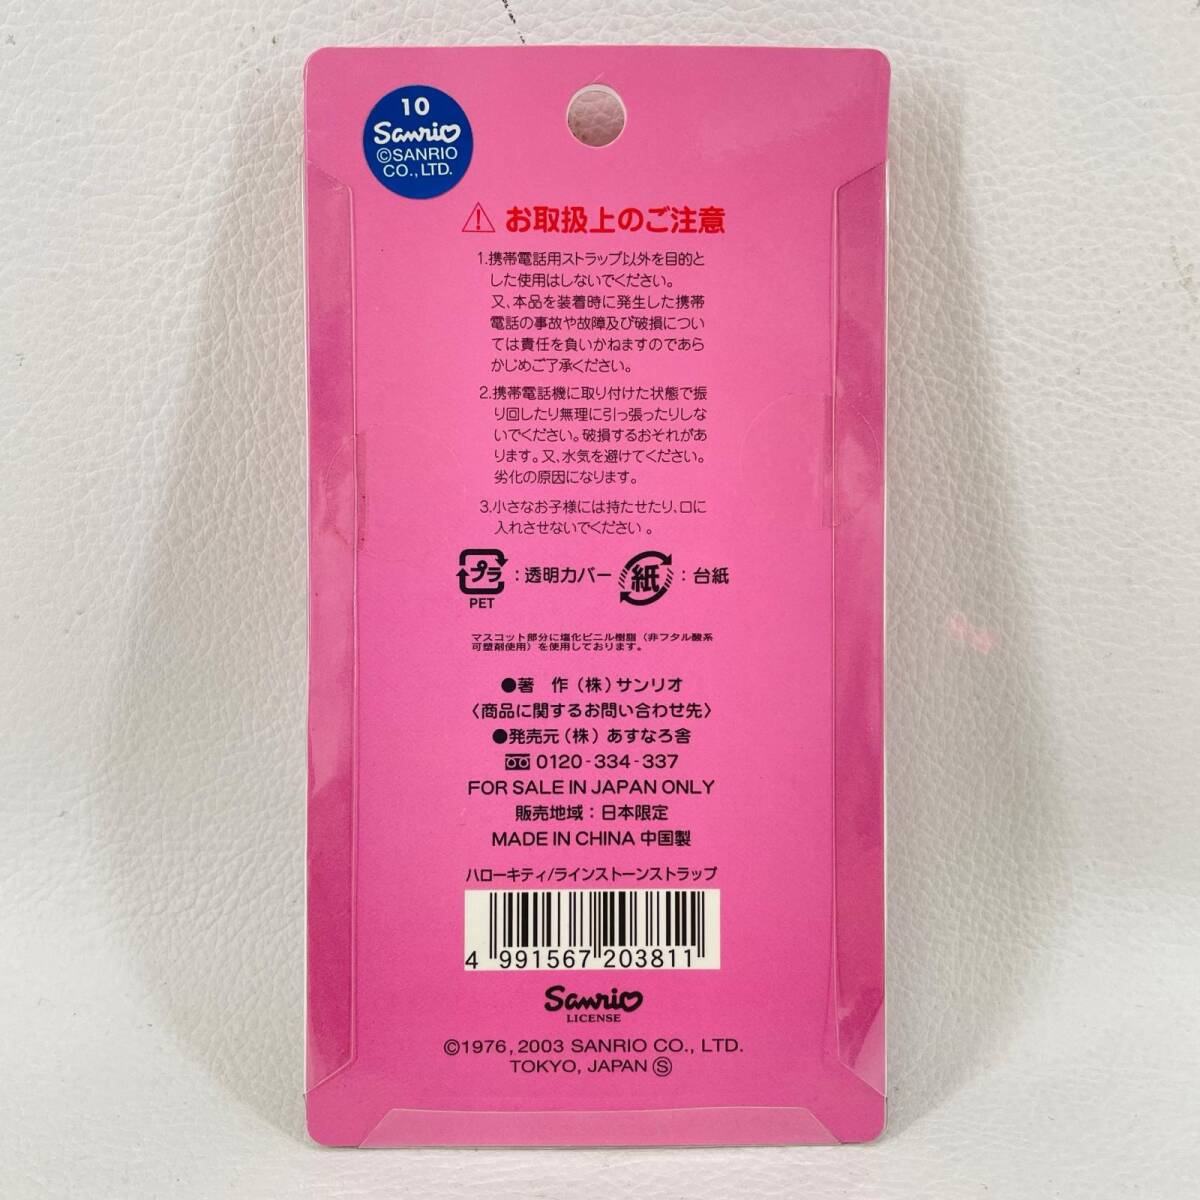 10
Sanrio
©SANRIO
CO., LTD.
⚠ お取扱上のご注意
1.携帯電話用ストラップ以外を目的と
した使用はしないでください。
又、本品を装着時に発生した携帯
電話の事故や故障及び破損につい
ては責任を負いかねますのであら
かじめご了承ください。
2.携帯電話機に取り付けた状態で振
り回したり無理に引っ張ったりしな
いでください。破損するおそれがあ
ります。又、水気を避けてください。
劣化の原因になります。
3.小さなお子様には持たせたり、口に
入れさせないでください 。
プラ : 透明カバー 紙 : 台紙
PET
マスコット部分に塩化ビニル樹脂（非フタル酸系
可塑剤使用）を使用しております。
●著 作（株）サンリオ
〈商品に関するお問い合わせ先〉
●発売元（株）あすなろ舎
0120-334-337
FOR SALE IN JAPAN ONLY
販売地域：日本限定
MADE IN CHINA 中国製
ハローキティ/ラインストーンストラップ
4 991567 203811
Sanrio
LICENSE
©1976, 2003 SANRIO CO., LTD.
TOKYO, JAPAN Ⓢ